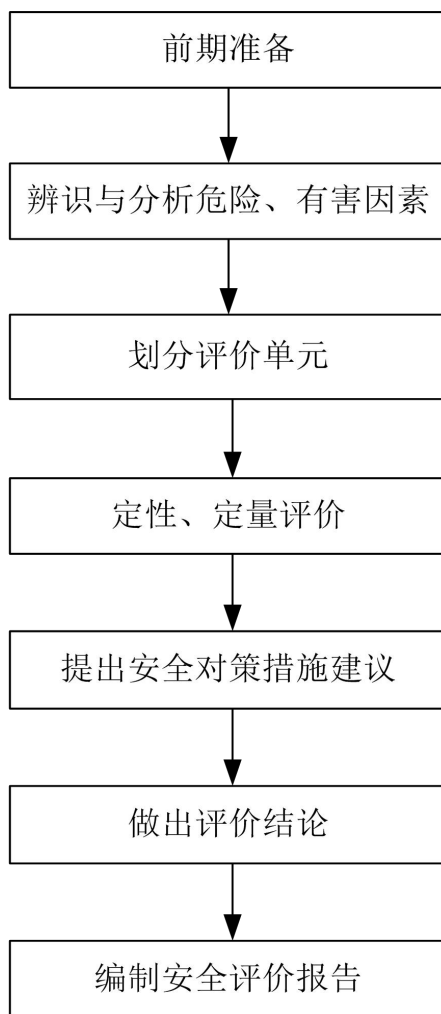 前期准备
辨识与分析危险、有害因素
划分评价单元
定性、定量评价
提出安全对策措施建议
做出评价结论
编制安全评价报告